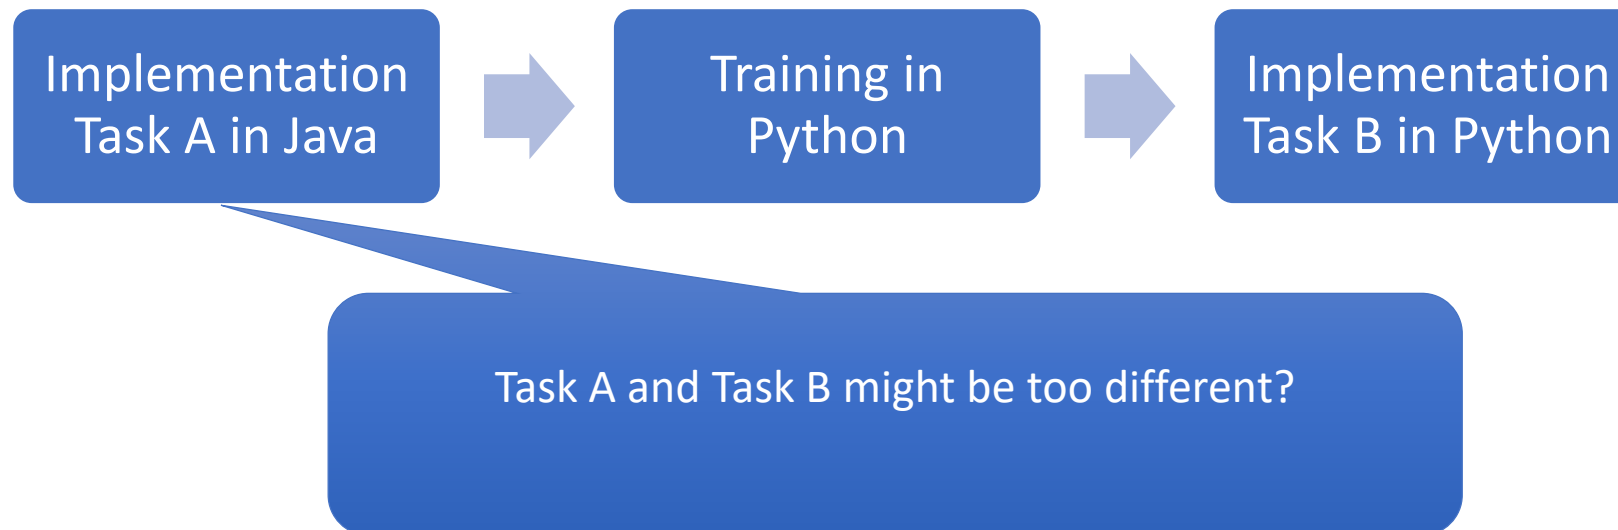 Implementation
Task A in Java
Training in
Python
Implementation
Task B in Python
Task A and Task B might be too different?